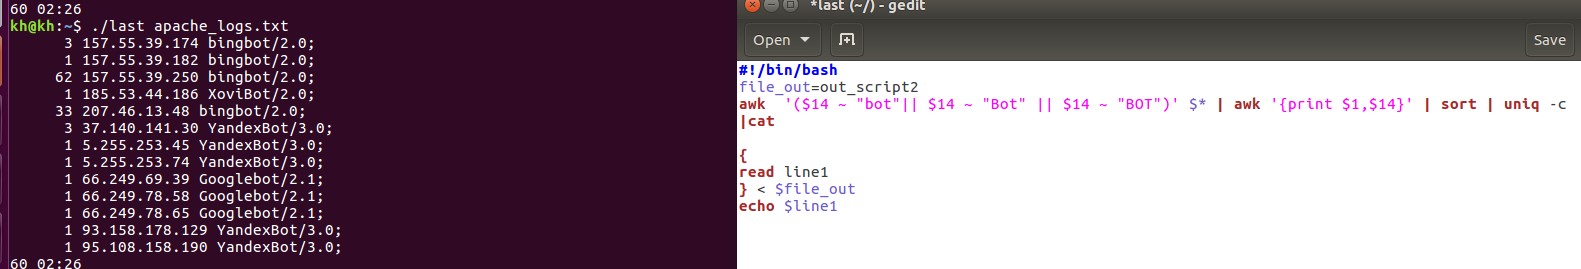 60 02:26
kh@kh:~$ ./last apache_logs.txt
3 157.55.39.174 bingbot/2.0;
1 157.55.39.182 bingbot/2.0;
62 157.55.39.250 bingbot/2.0;
1 185.53.44.186 XoviBot/2.0;
33 207.46.13.48 bingbot/2.0;
3 37.140.141.30 YandexBot/3.0;
1 5.255.253.45 YandexBot/3.0;
1 5.255.253.74 YandexBot/3.0;
1 66.249.69.39 Googlebot/2.1;
1 66.249.78.58 Googlebot/2.1;
1 66.249.78.65 Googlebot/2.1;
1 93.158.178.129 YandexBot/3.0;
1 95.108.158.190 YandexBot/3.0;
60 02:26
*last (~/) - gedit
Open
Save
#!/bin/bash
file_out=out_script2
awk  '($14 ~ "bot"|| $14 ~ "Bot" || $14 ~ "BOT")' $* | awk '{print $1,$14}' | sort | uniq -c
|cat
{
read line1
} < $file_out
echo $line1